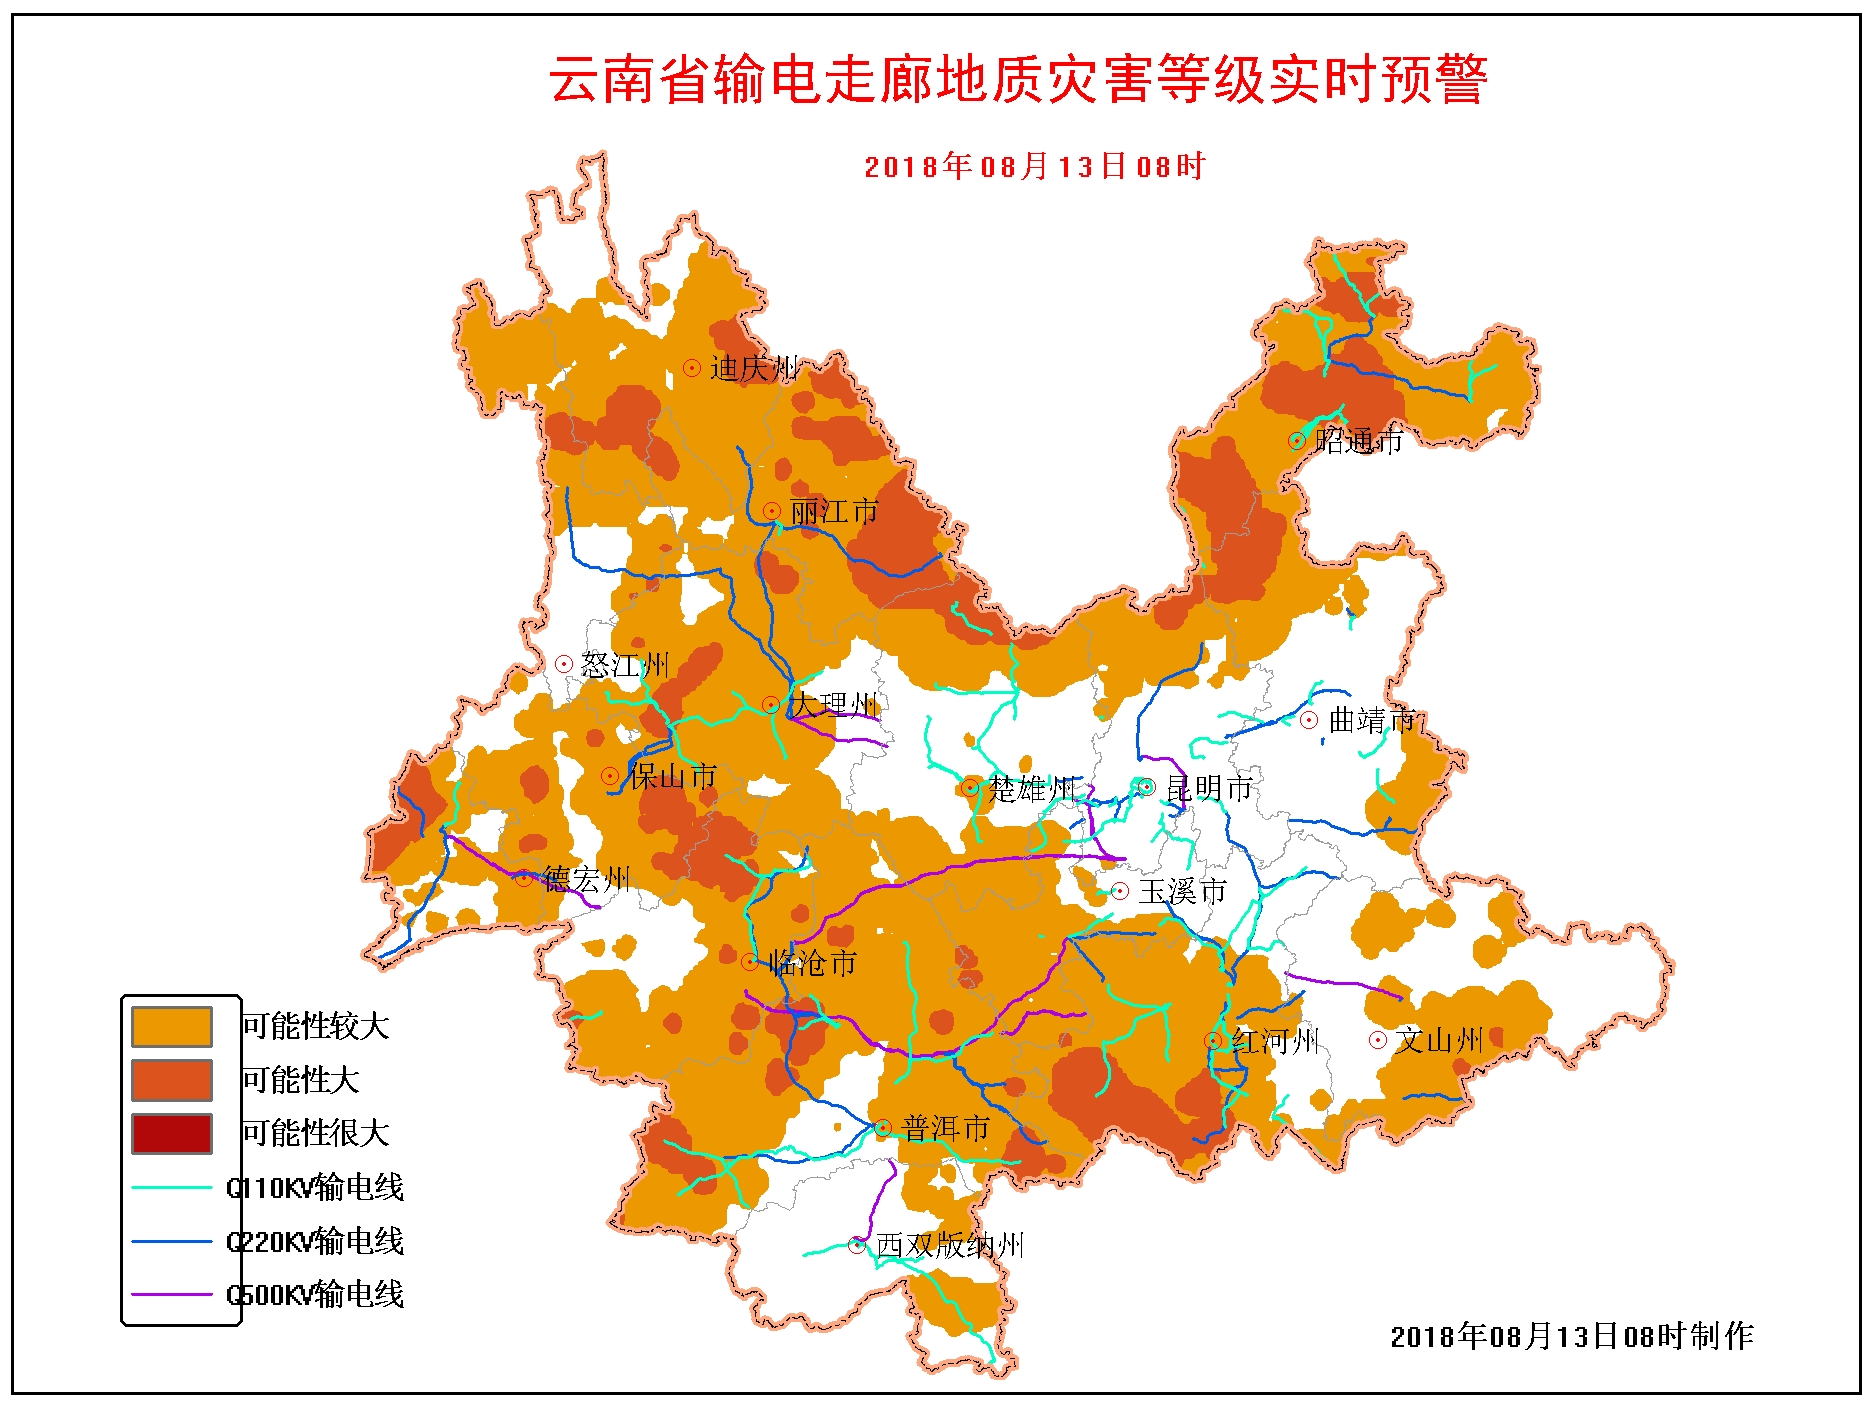 云南省输电走廊地质灾害等级实时预警
2018年08月13日08时
迪庆州
昭通市
丽江市
怒江州
大理州
曲靖市
保山市
楚雄州
昆明市
德宏州
玉溪市
临沧市
红河州
文山州
普洱市
西双版纳州
可能性较大
可能性大
可能性很大
Q110KV输电线
Q220KV输电线
Q500KV输电线
2018年08月13日08时制作